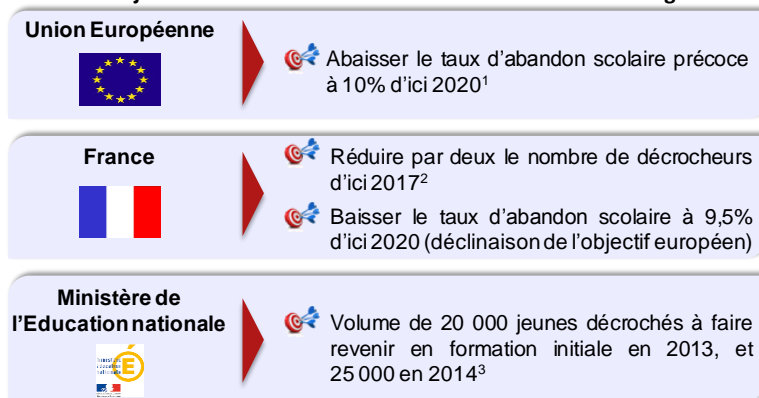 Union Européenne
Abaisser le taux d'abandon scolaire précoce
à 10% d'ici 2020¹
France
Réduire par deux le nombre de décrocheurs
d'ici 2017²
Baisser le taux d'abandon scolaire à 9,5%
d'ici 2020 (déclinaison de l'objectif européen)
Ministère de
l'Education nationale
Volume de 20 000 jeunes décrochés à faire
revenir en formation initiale en 2013, et
25 000 en 2014³